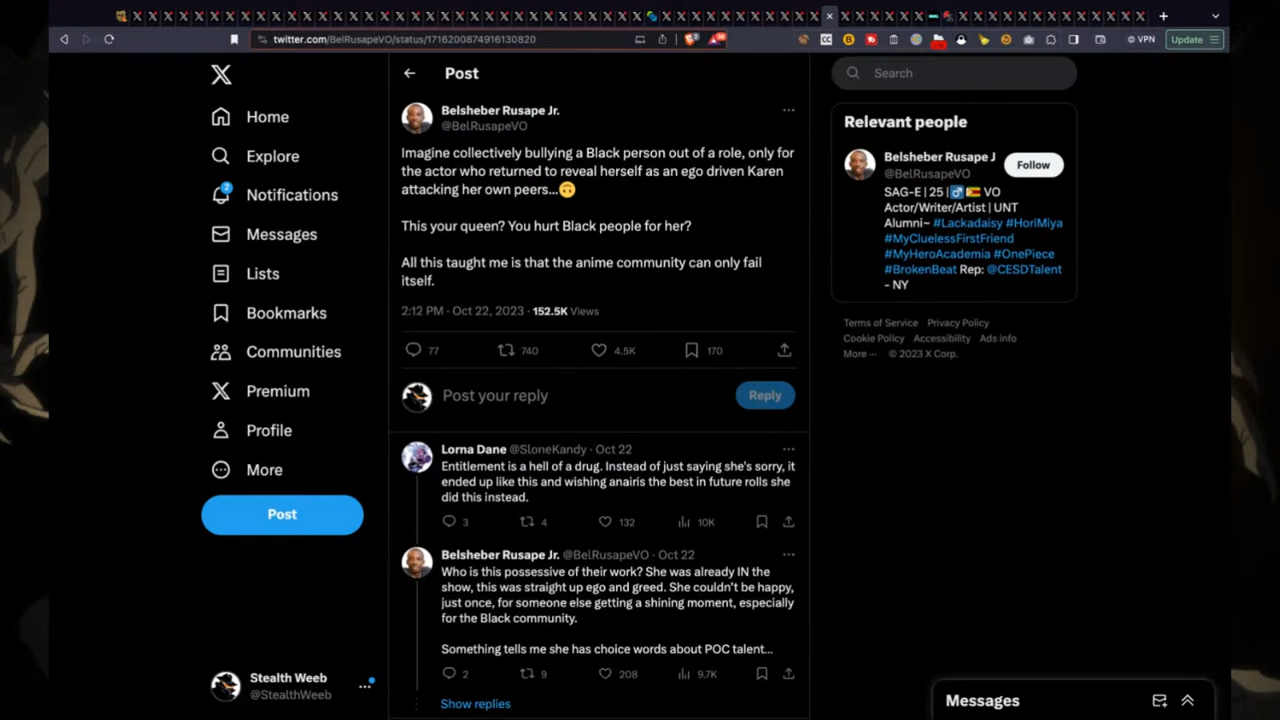 twitter.com/BelRusapeVO/status/1716200874916130820
VPN
Update
Home
Explore
2
Notifications
Messages
Lists
Bookmarks
Communities
Premium
Profile
More
Post
Stealth Weeb
@StealthWeeb
Post
Belsheber Rusape Jr.
@BelRusapeVO
Imagine collectively bullying a Black person out of a role, only for
the actor who returned to reveal herself as an ego driven Karen
attacking her own peers...🙃
This your queen? You hurt Black people for her?
All this taught me is that the anime community can only fail
itself.
2:12 PM · Oct 22, 2023 · 152.5K Views
77 740 4.5K 170
Post your reply
Reply
Lorna Dane @SloneKandy · Oct 22
Entitlement is a hell of a drug. Instead of just saying she's sorry, it
ended up like this and wishing anairis the best in future rolls she
did this instead.
3 4 132 10K
Belsheber Rusape Jr. @BelRusapeVO · Oct 22
Who is this possessive of their work? She was already IN the
show, this was straight up ego and greed. She couldn't be happy,
just once, for someone else getting a shining moment, especially
for the Black community.
Something tells me she has choice words about POC talent...
2 9 208 9.7K
Show replies
Search
Relevant people
Belsheber Rusape J
@BelRusapeVO
Follow
SAG-E | 25 |♂️🇿🇼 VO
Actor/Writer/Artist | UNT
Alumni~ #Lackadaisy #HoriMiya
#MyCluelessFirstFriend
#MyHeroAcademia #OnePiece
#BrokenBeat Rep: @CESDTalent
- NY
Terms of Service Privacy Policy
Cookie Policy Accessibility Ads info
More ··· © 2023 X Corp.
Messages